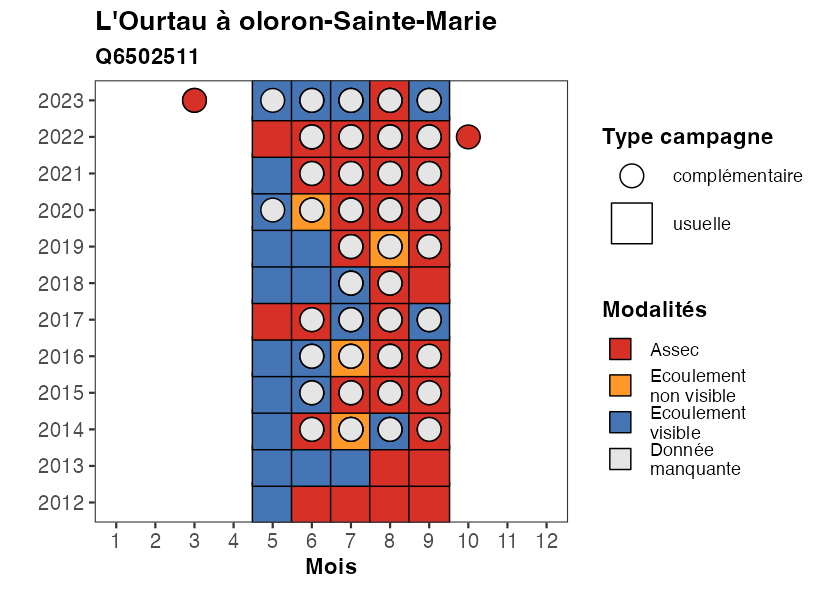 L'Ourtau à oloron-Sainte-Marie
Q6502511
2023
2022
2021
2020
2019
2018
2017
2016
2015
2014
2013
2012
1 2 3 4 5 6 7 8 9 10 11 12
Mois
Type campagne
complémentaire
usuelle
Modalités
Assec
Ecoulement
non visible
Ecoulement
visible
Donnée
manquante